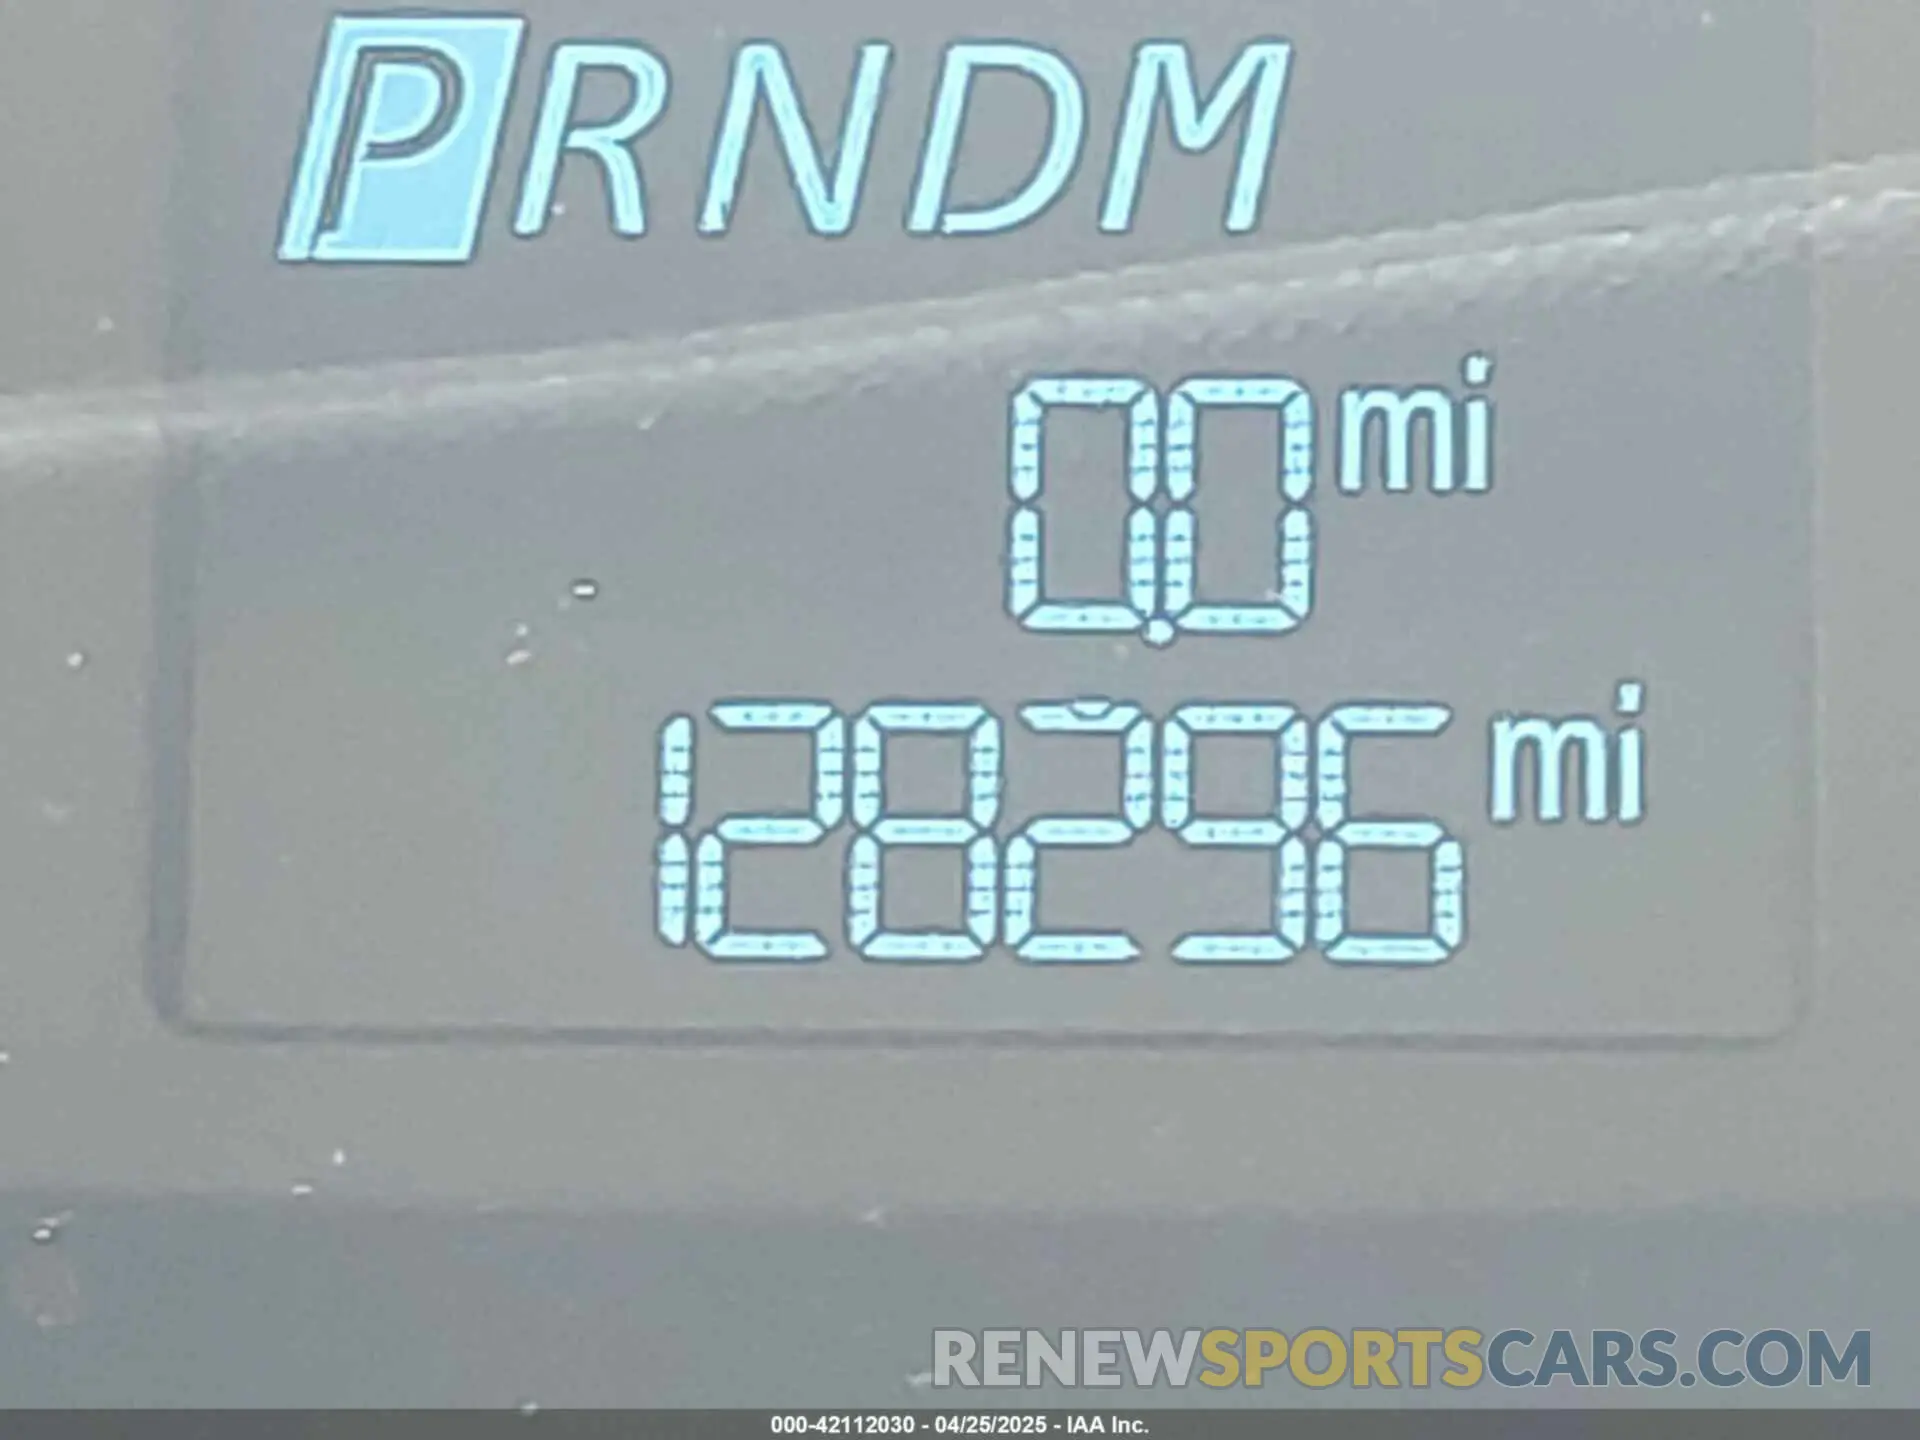 PRNDM
0.0 mi
128296 mi
RENEWSPORTSCARS.COM
000-42112030 - 04/25/2025 - IAA Inc.